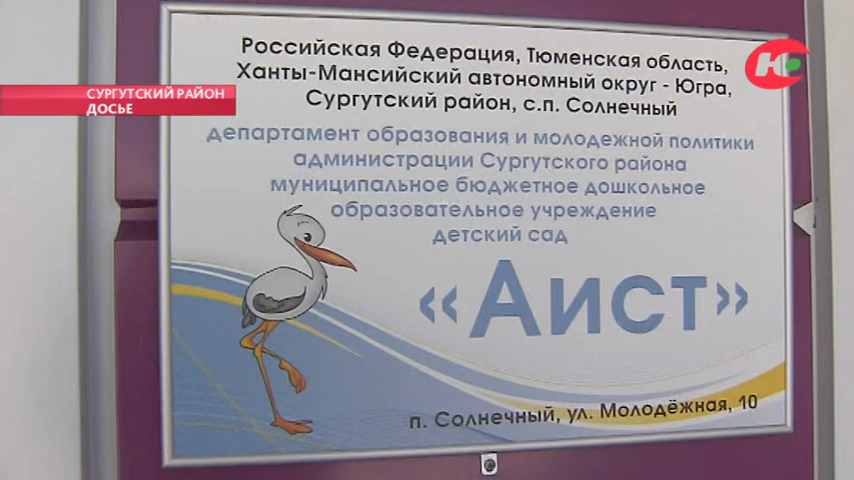 Российская Федерация, Тюменская область,
Ханты-Мансийский автономный округ - Югра,
Сургутский район, с.п. Солнечный
СУРГУТСКИЙ РАЙОН
ДОСЬЕ
департамент образования и молодежной политики
администрации Сургутского района
муниципальное бюджетное дошкольное
образовательное учреждение
детский сад
«Аист»
п. Солнечный, ул. Молодёжная, 10